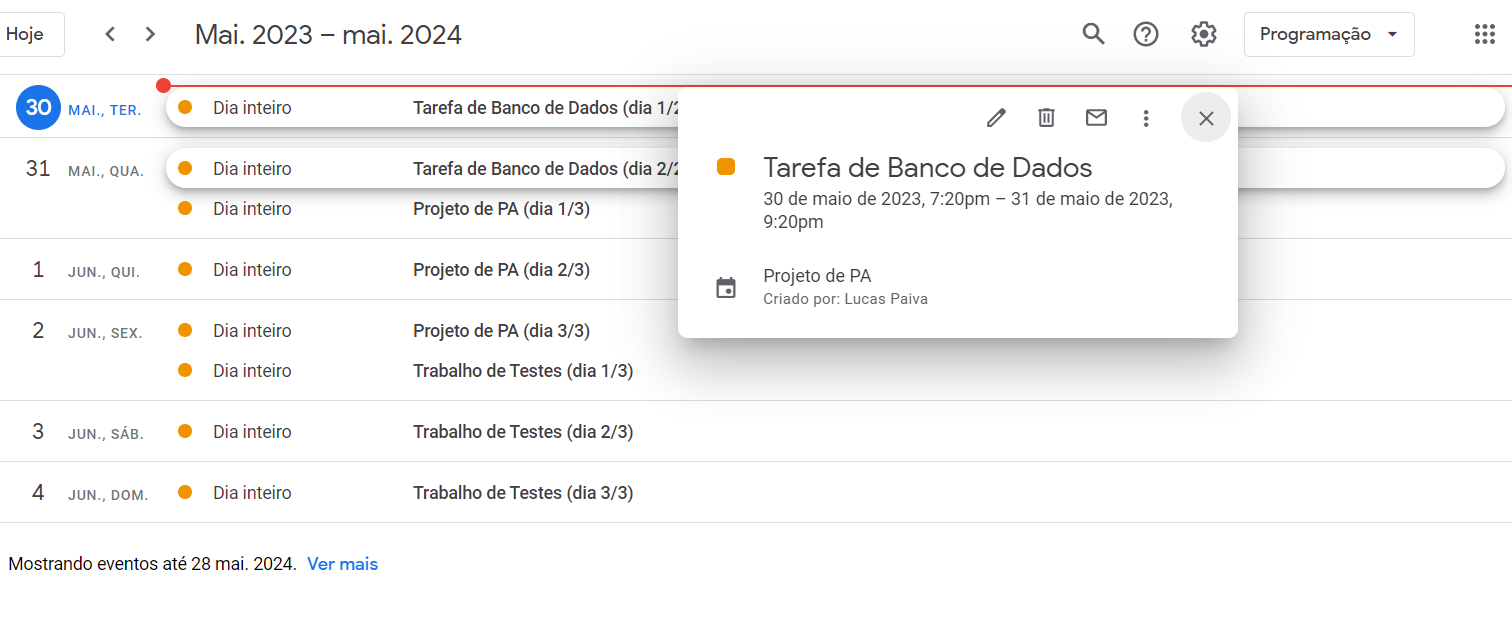 Hoje
Mai. 2023 – mai. 2024
Programação
30 MAI., TER. Dia inteiro Tarefa de Banco de Dados (dia 1/2
31 MAI., QUA. Dia inteiro Tarefa de Banco de Dados (dia 2/2
Dia inteiro Projeto de PA (dia 1/3)
1 JUN., QUI. Dia inteiro Projeto de PA (dia 2/3)
2 JUN., SEX. Dia inteiro Projeto de PA (dia 3/3)
Dia inteiro Trabalho de Testes (dia 1/3)
3 JUN., SÁB. Dia inteiro Trabalho de Testes (dia 2/3)
4 JUN., DOM. Dia inteiro Trabalho de Testes (dia 3/3)
Tarefa de Banco de Dados
30 de maio de 2023, 7:20pm – 31 de maio de 2023,
9:20pm
Projeto de PA
Criado por: Lucas Paiva
Mostrando eventos até 28 mai. 2024. Ver mais